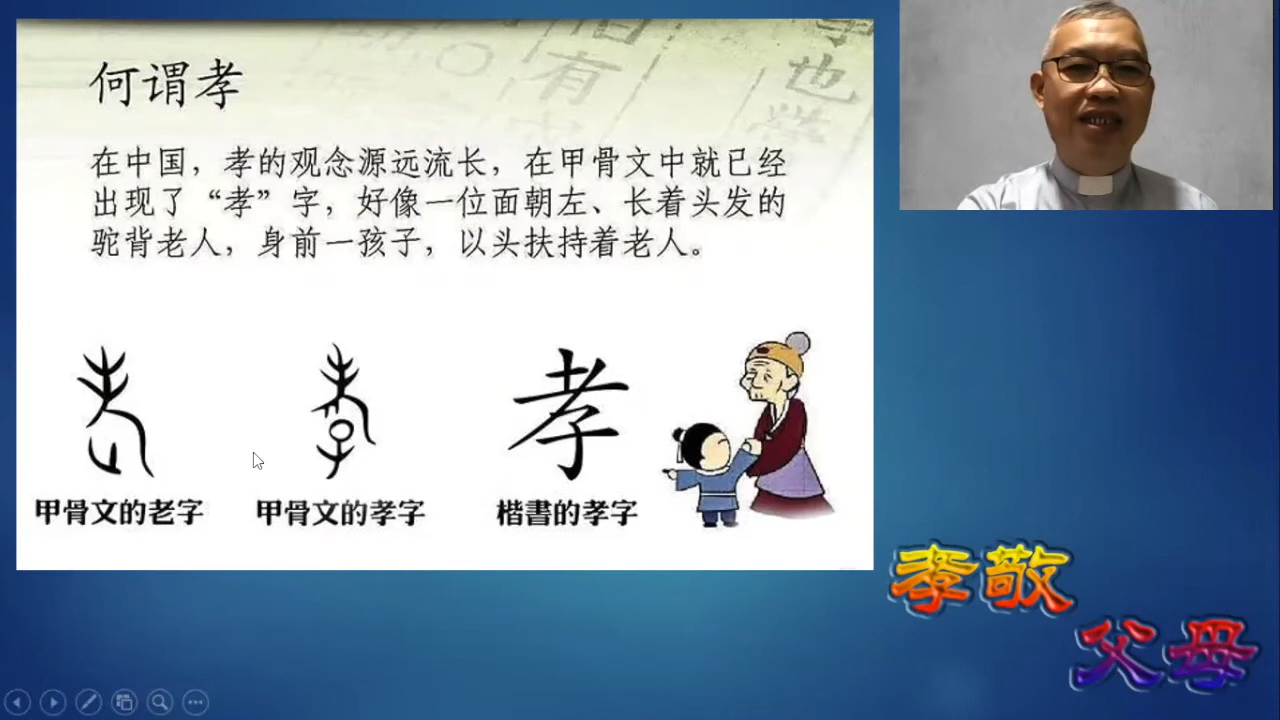 何谓孝
在中国，孝的观念源远流长，在甲骨文中就已经
出现了“孝”字，好像一位面朝左、长着头发的
驼背老人，身前一孩子，以头扶持着老人。
孝
甲骨文的老字
甲骨文的孝字
楷書的孝字
孝敬
父母
有
也